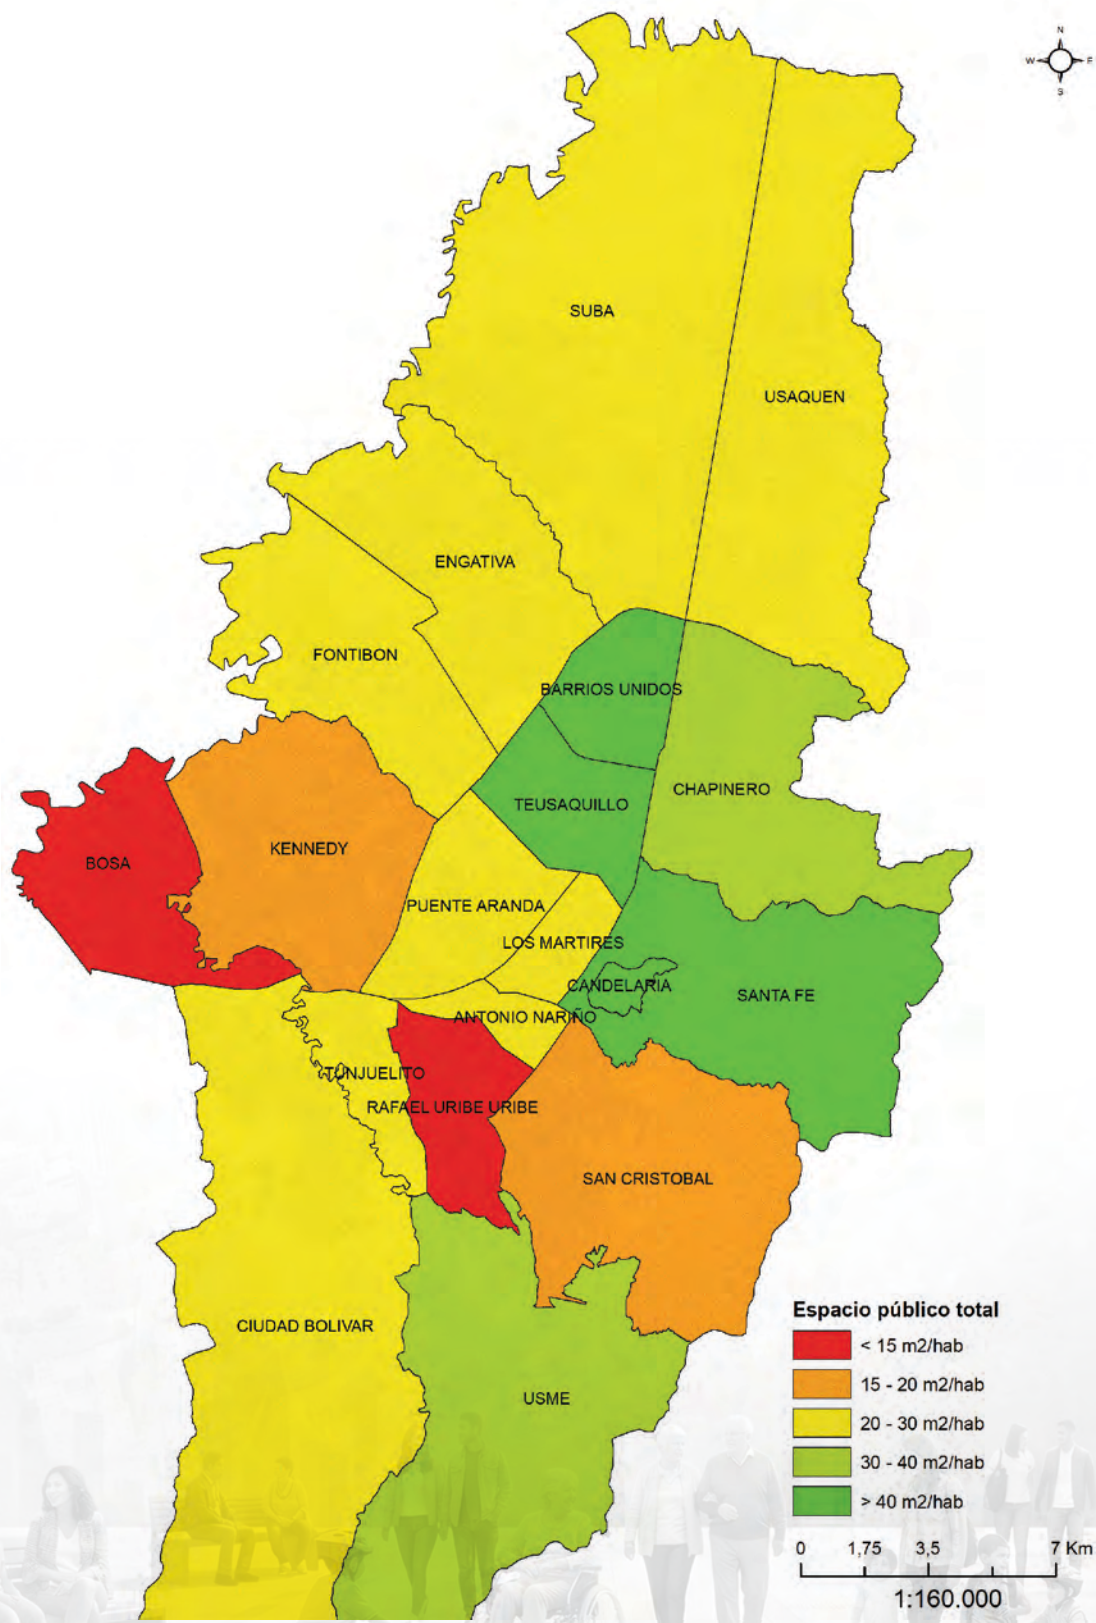 N
W E
S
SUBA
USAQUEN
ENGATIVA
FONTIBON
BARRIOS UNIDOS
CHAPINERO
TEUSAQUILLO
KENNEDY
BOSA
PUENTE ARANDA
LOS MARTIRES
CANDELARIA
SANTA FE
ANTONIO NARIÑO
TUNJUELITO
RAFAEL URIBE URIBE
SAN CRISTOBAL
CIUDAD BOLIVAR
USME
Espacio público total
< 15 m2/hab
15 - 20 m2/hab
20 - 30 m2/hab
30 - 40 m2/hab
> 40 m2/hab
0 1,75 3,5 7 Km
1:160.000